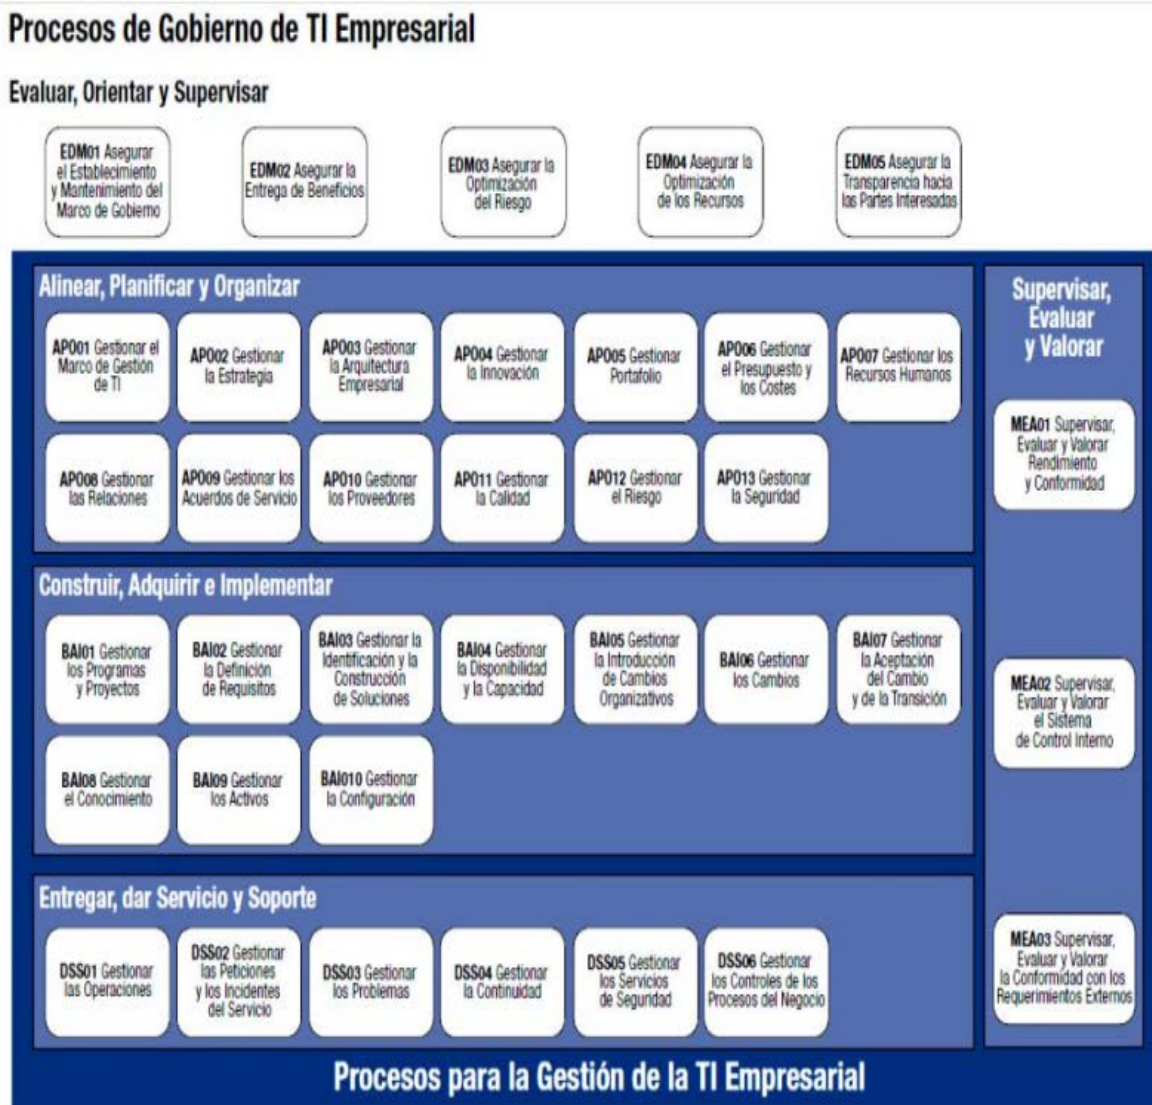 Procesos de Gobierno de TI Empresarial
Evaluar, Orientar y Supervisar
EDM01 Asegurar
el Establecimiento
y Mantenimiento del
Marco de Gobierno
EDM02 Asegurar la
Entrega de Beneficios
EDM03 Asegurar la
Optimización
del Riesgo
EDM04 Asegurar la
Optimización
de los Recursos
EDM05 Asegurar la
Transparencia hacia
las Partes Interesadas
Alinear, Planificar y Organizar
APO01 Gestionar el
Marco de Gestión
de TI
APO02 Gestionar
la Estrategia
APO03 Gestionar
la Arquitectura
Empresarial
APO04 Gestionar
la Innovación
APO05 Gestionar
Portafolio
APO06 Gestionar
el Presupuesto y
los Costes
APO07 Gestionar los
Recursos Humanos
APO08 Gestionar
las Relaciones
APO09 Gestionar los
Acuerdos de Servicio
APO10 Gestionar
los Proveedores
APO11 Gestionar
la Calidad
APO12 Gestionar
el Riesgo
APO13 Gestionar
la Seguridad
Construir, Adquirir e Implementar
BAI01 Gestionar
los Programas
y Proyectos
BAI02 Gestionar
la Definición
de Requisitos
BAI03 Gestionar la
Identificación y la
Construcción
de Soluciones
BAI04 Gestionar
la Disponibilidad
y la Capacidad
BAI05 Gestionar
la Introducción
de Cambios
Organizativos
BAI06 Gestionar
los Cambios
BAI07 Gestionar
la Aceptación
del Cambio
y de la Transición
BAI08 Gestionar
el Conocimiento
BAI09 Gestionar
los Activos
BAI010 Gestionar
la Configuración
Entregar, dar Servicio y Soporte
DSS01 Gestionar
las Operaciones
DSS02 Gestionar
las Peticiones
y los Incidentes
del Servicio
DSS03 Gestionar
los Problemas
DSS04 Gestionar
la Continuidad
DSS05 Gestionar
los Servicios
de Seguridad
DSS06 Gestionar
los Controles de los
Procesos del Negocio
Supervisar,
Evaluar
y Valorar
MEA01 Supervisar,
Evaluar y Valorar
Rendimiento
y Conformidad
MEA02 Supervisar,
Evaluar y Valorar
el Sistema
de Control Interno
MEA03 Supervisar,
Evaluar y Valorar
la Conformidad con los
Requerimientos Externos
Procesos para la Gestión de la TI Empresarial